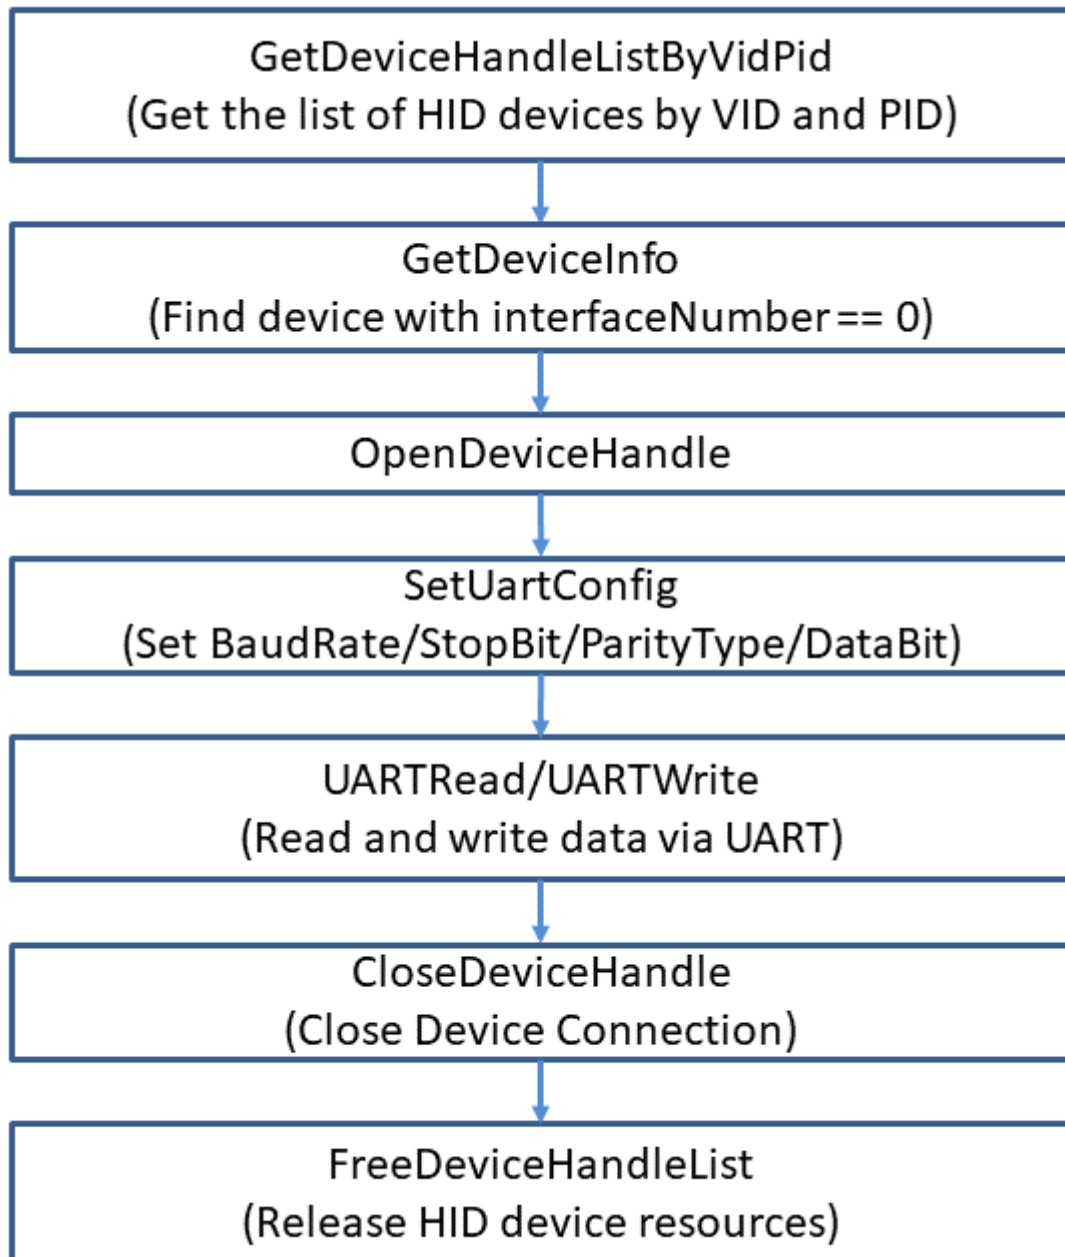 GetDeviceHandleListByVidPid
(Get the list of HID devices by VID and PID)
GetDeviceInfo
(Find device with interfaceNumber == 0)
OpenDeviceHandle
SetUartConfig
(Set BaudRate/StopBit/ParityType/DataBit)
UARTRead/UARTWrite
(Read and write data via UART)
CloseDeviceHandle
(Close Device Connection)
FreeDeviceHandleList
(Release HID device resources)